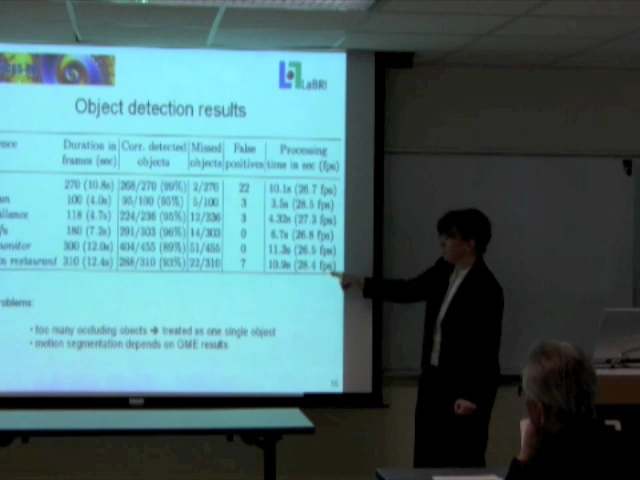 LaBRI
Object detection results
ence Duration in frames (sec) Corr. detected objects Missed objects False positives Processing time in sec (fps)
270 (10.8s) 268/270 (99%) 2/270 22 10.1s (26.7 fps)
100 (4.0s) 95/100 (95%) 5/100 3 3.5s (28.5 fps)
118 (4.7s) 224/236 (95%) 12/236 3 4.32s (27.3 fps)
180 (7.2s) 291/303 (96%) 14/303 0 6.7s (26.8 fps)
monitor 300 (12.0s) 404/455 (89%) 51/455 0 11.3s (26.5 fps)
n restaurant 310 (12.4s) 288/310 (93%) 22/310 7 10.9s (28.4 fps)
roblems:
• too many occluding obects → treated as one single object
• motion segmentation depends on GME results